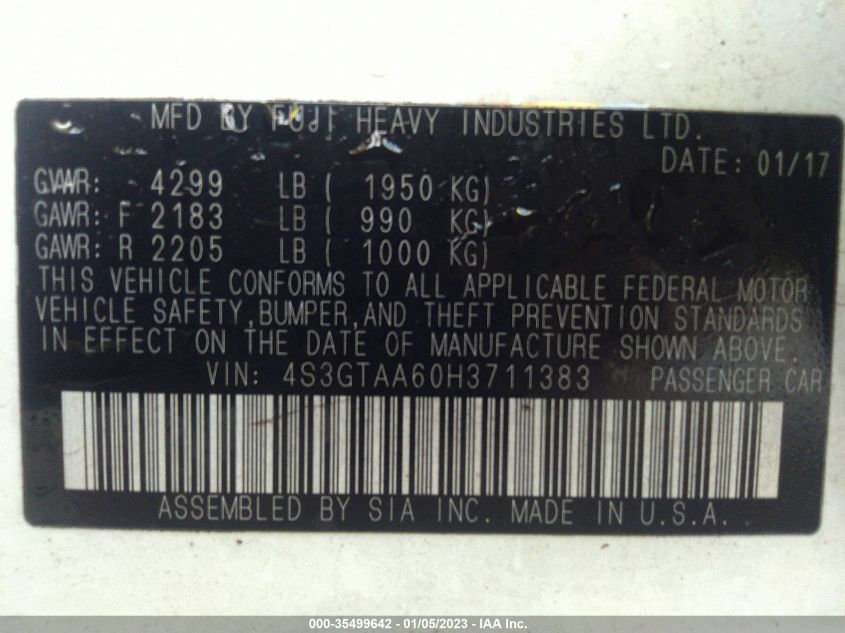 MFD BY FUJI HEAVY INDUSTRIES LTD.
DATE: 01/17
GVWR: 4299 LB ( 1950 KG)
GAWR: F 2183 LB ( 990 KG)
GAWR: R 2205 LB ( 1000 KG)
THIS VEHICLE CONFORMS TO ALL APPLICABLE FEDERAL MOTOR
VEHICLE SAFETY,BUMPER,AND THEFT PREVENTION STANDARDS
IN EFFECT ON THE DATE OF MANUFACTURE SHOWN ABOVE.
VIN: 4S3GTAA60H3711383 PASSENGER CAR
ASSEMBLED BY SIA INC. MADE IN U.S.A.
000-35499642 - 01/05/2023 - IAA Inc.